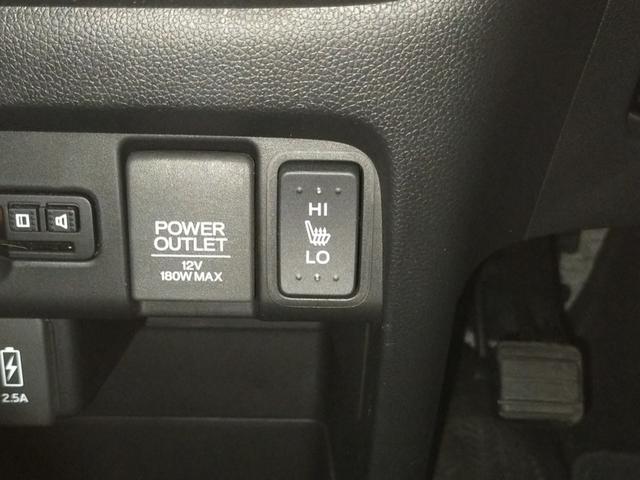 POWER
OUTLET
12V
180W MAX
HI
LO
2.5A